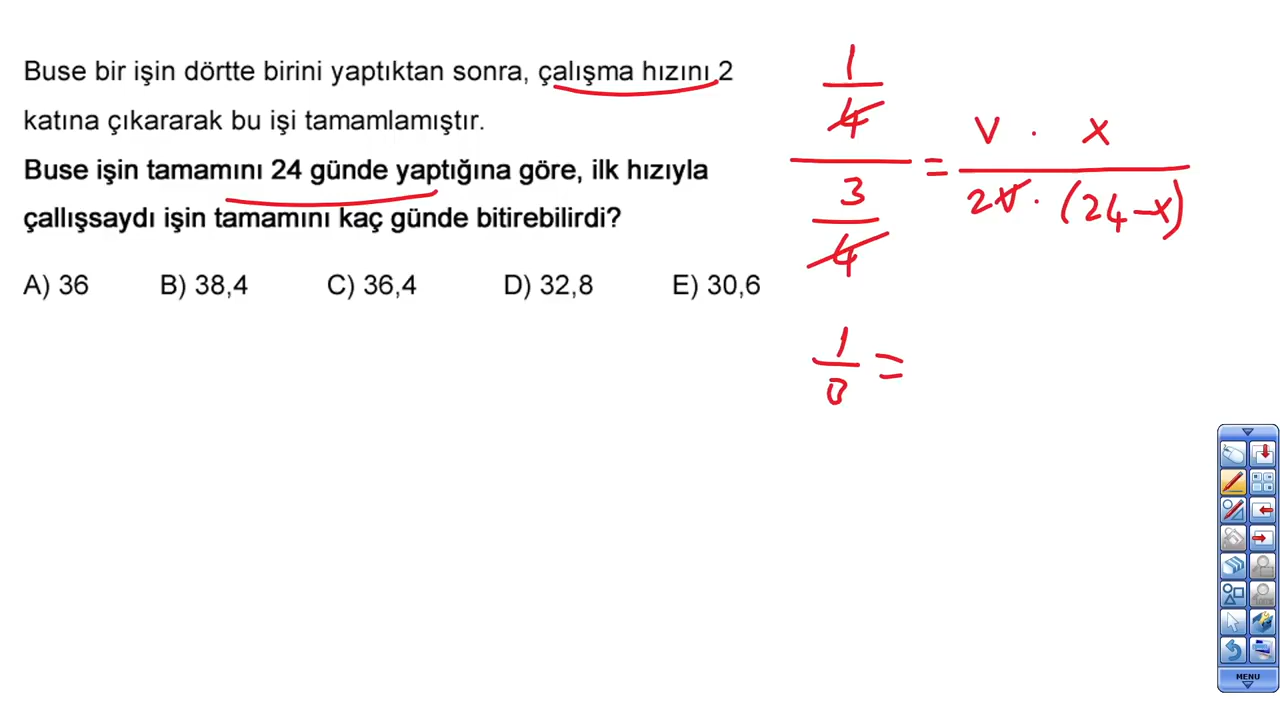 Buse bir işin dörtte birini yaptıktan sonra, çalışma hızını 2
katına çıkararak bu işi tamamlamıştır.
Buse işin tamamını 24 günde yaptığına göre, ilk hızıyla
çallışsaydı işin tamamını kaç günde bitirebilirdi?
A) 36 B) 38,4 C) 36,4 D) 32,8 E) 30,6
1/4
3/4
=
V · X
2V · (24-X)
1/0 =
MENU